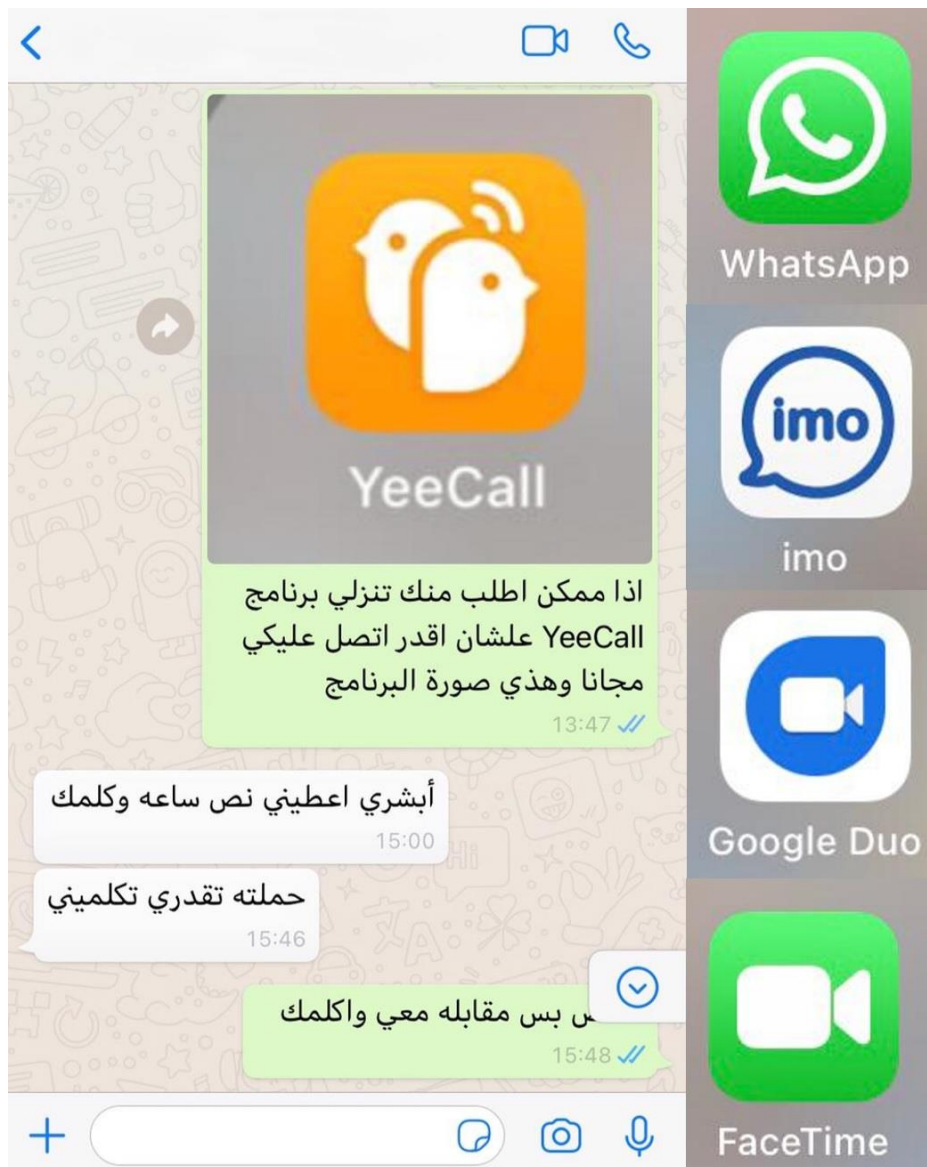 YeeCall
اذا ممكن اطلب منك تنزلي برنامج
YeeCall علشان اقدر اتصل عليكي
مجانا وهذي صورة البرنامج
13:47
أبشري اعطيني نص ساعه وكلمك
15:00
حملته تقدري تكلميني
15:46
بس مقابله معي واكلمك
15:48
WhatsApp
imo
imo
Google Duo
FaceTime